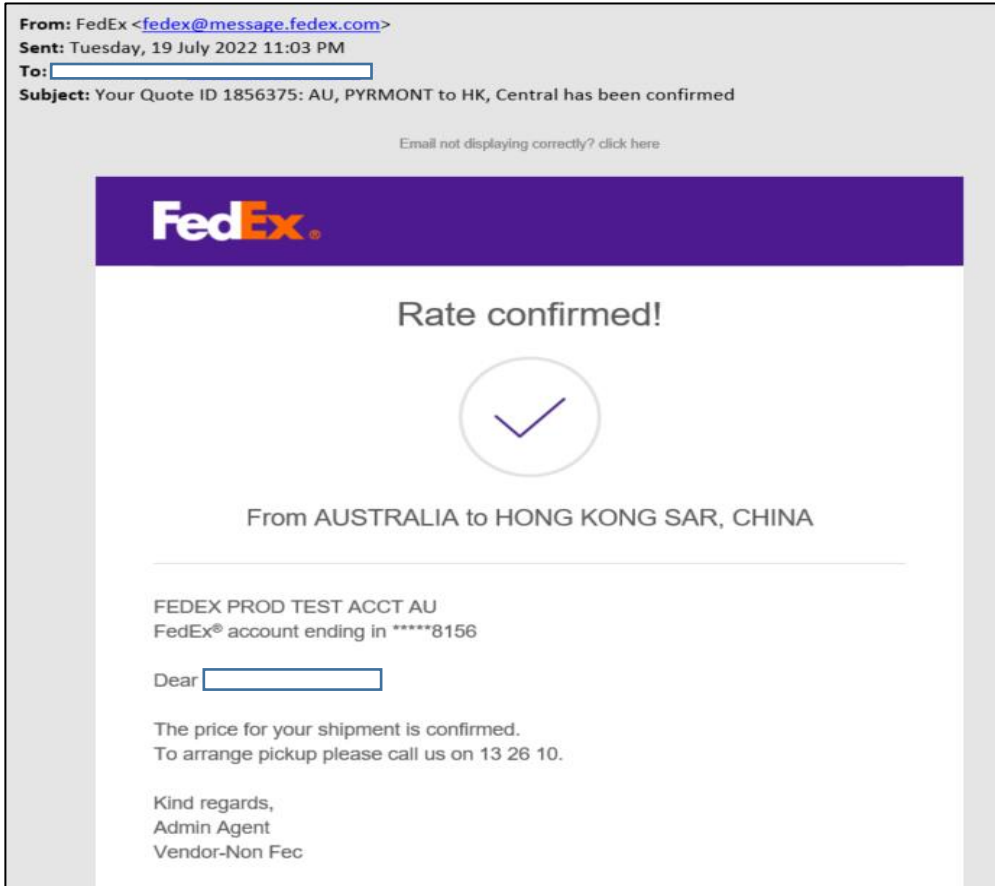 From: FedEx <fedex@message.fedex.com>
Sent: Tuesday, 19 July 2022 11:03 PM
To:
Subject: Your Quote ID 1856375: AU, PYRMONT to HK, Central has been confirmed
Email not displaying correctly? click here
FedEx®
Rate confirmed!
From AUSTRALIA to HONG KONG SAR, CHINA
FEDEX PROD TEST ACCT AU
FedEx® account ending in *****8156
Dear
The price for your shipment is confirmed.
To arrange pickup please call us on 13 26 10.
Kind regards,
Admin Agent
Vendor-Non Fec